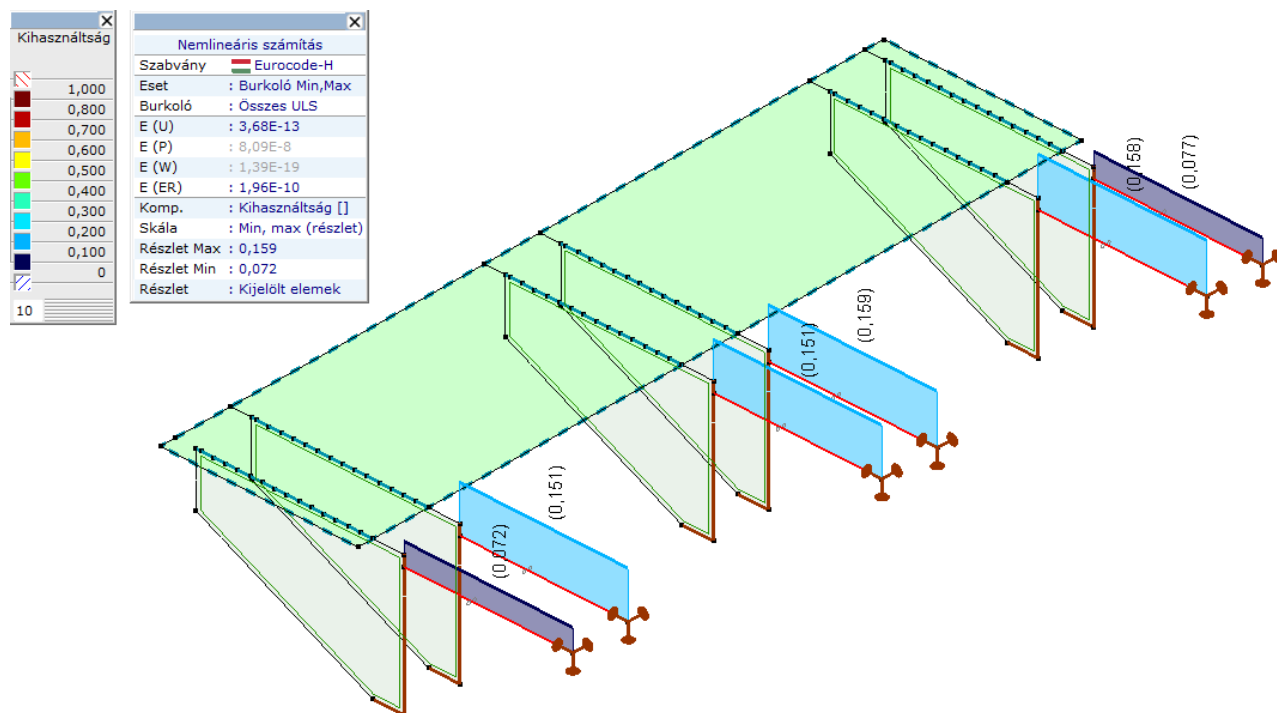 Kihasználtság
1,000
0,800
0,700
0,600
0,500
0,400
0,300
0,200
0,100
0
10
Nemlineáris számítás
Szabvány Eurocode-H
Eset : Burkoló Min,Max
Burkoló : Összes ULS
E (U) : 3,68E-13
E (P) : 8,09E-8
E (W) : 1,39E-19
E (ER) : 1,96E-10
Komp. : Kihasználtság []
Skála : Min, max (részlet)
Részlet Max : 0,159
Részlet Min : 0,072
Részlet : Kijelölt elemek
(0,158)
(0,077)
(0,159)
(0,151)
(0,151)
(0,072)